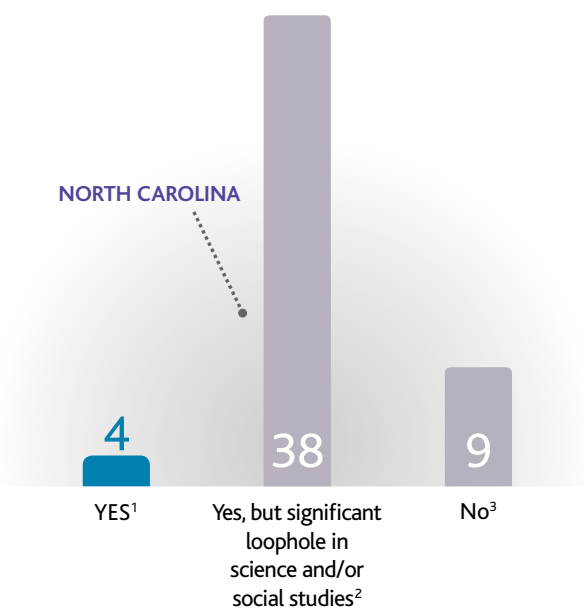 NORTH CAROLINA
4
38
9
YES¹
Yes, but significant
loophole in
science and/or
social studies²
No³